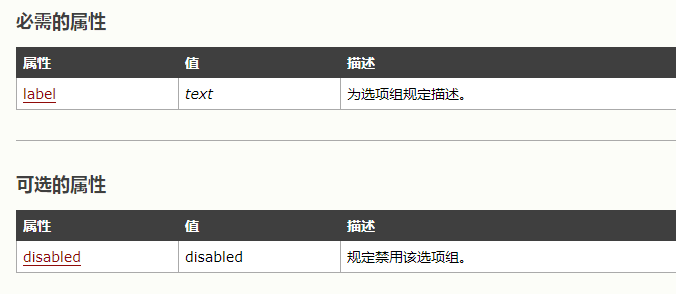 必需的属性
属性 值 描述
label text 为选项组规定描述。
可选的属性
属性 值 描述
disabled disabled 规定禁用该选项组。